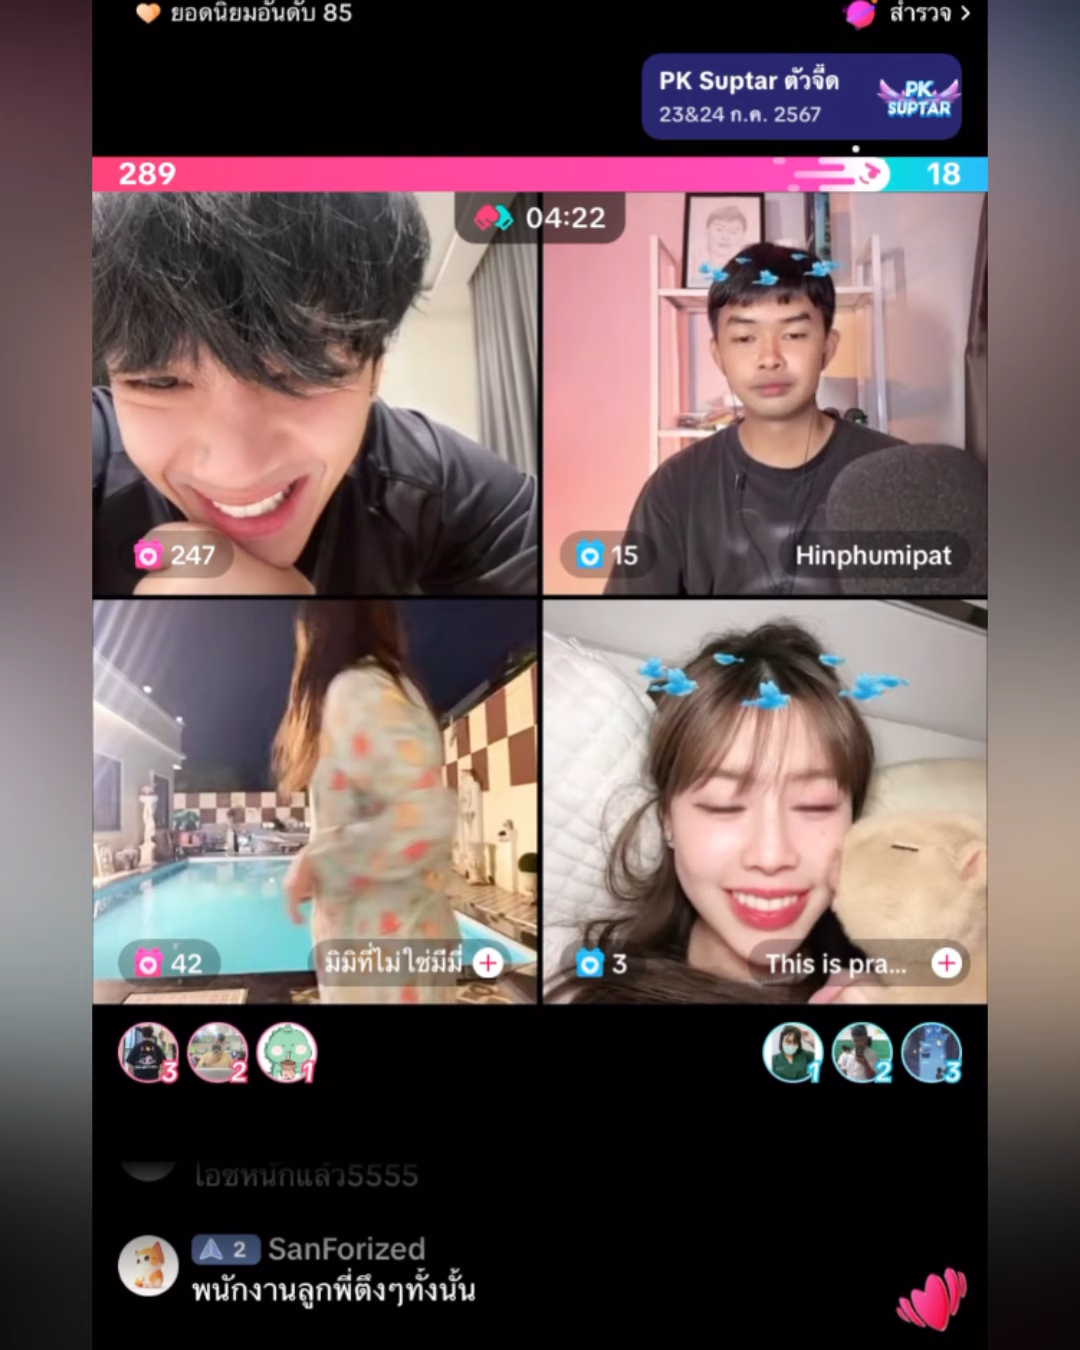 ยอดนิยมอันดับ 85
สำรวจ >
PK Suptar ตัวจี๊ด
23&24 ก.ค. 2567
PK
SUPTAR
289
18
04:22
247
15
Hinphumipat
42
มิมิที่ไม่ใช่มีมี่
3
This is pra...
3
2
1
1
2
3
ไอซหนักแล้ว5555
2 SanForized
พนักงานลูกพี่ตึงๆทั้งนั้น